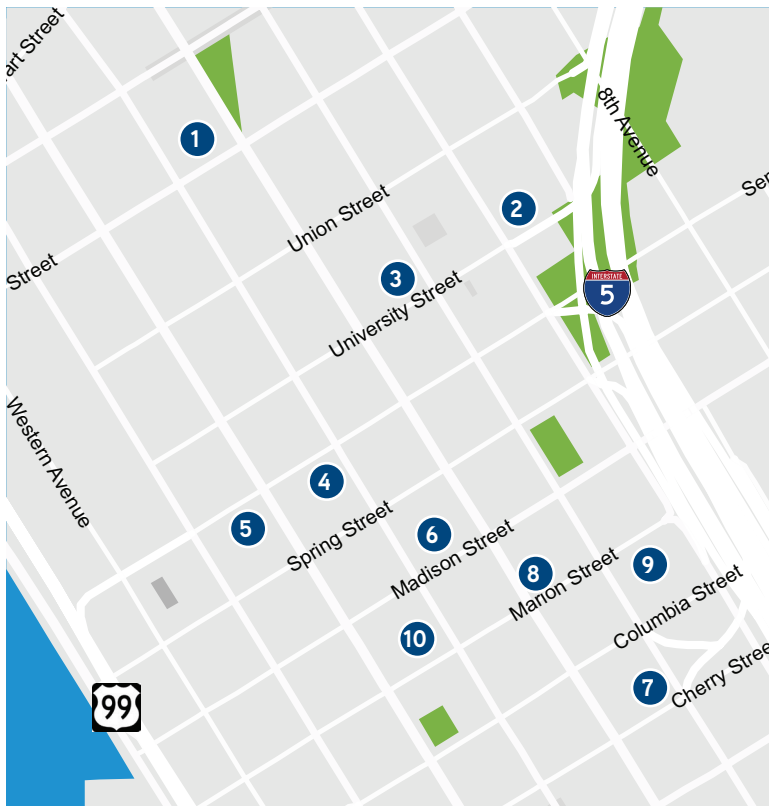 art Street
8th Avenue
1
Ser
2
Union Street
Street
3
INTERSTATE
5
University Street
Western Avenue
4
5
Spring Street
6
Madison Street
8
9
Marion Street
Columbia Street
10
7
Cherry Stree
99